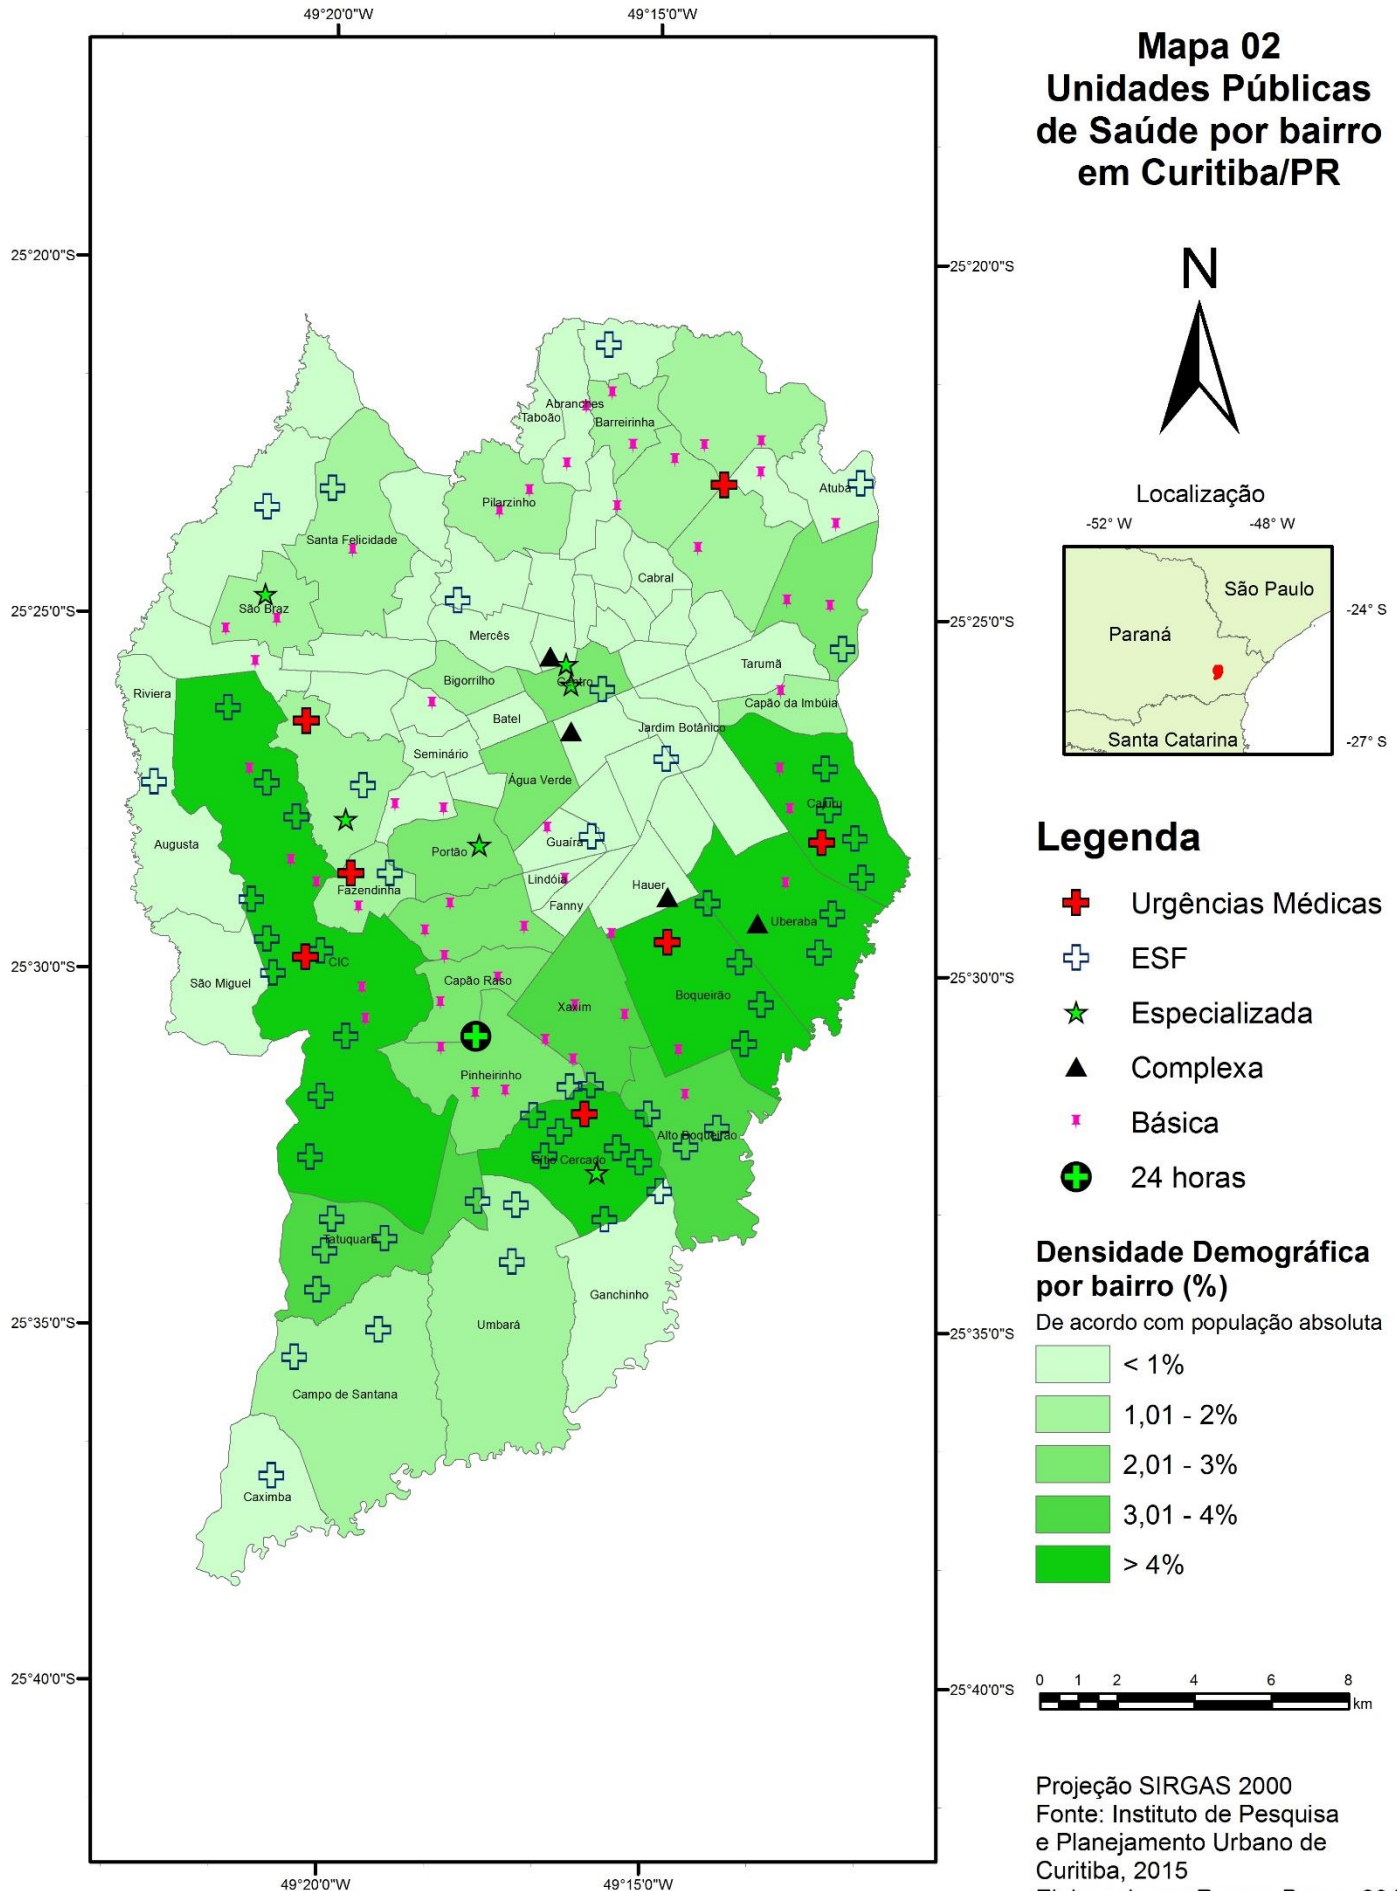 49°20'0"W
49°15'0"W
Mapa 02
Unidades Públicas
de Saúde por bairro
em Curitiba/PR
25°20'0"S
25°20'0"S
N
Abranches
Taboão
Barreirinha
Pilarzinho
Atuba
Santa Felicidade
Cabral
São Braz
25°25'0"S
25°25'0"S
Mercês
Tarumã
Riviera
Bigorrilho
Centro
Capão da Imbúia
Batel
Jardim Botânico
Seminário
Água Verde
Cajuru
Augusta
Portão
Guaíra
Lindóia
Hauer
Fazendinha
Fanny
Uberaba
CIC
25°30'0"S
25°30'0"S
São Miguel
Capão Raso
Boqueirão
Xaxim
Pinheirinho
Alto Boqueirão
Sítio Cercado
Tatuquara
Ganchinho
25°35'0"S
25°35'0"S
Umbará
Campo de Santana
Caximba
25°40'0"S
25°40'0"S
49°20'0"W
49°15'0"W
Localização
-52° W
-48° W
São Paulo
-24° S
Paraná
Santa Catarina
-27° S
Legenda
Urgências Médicas
ESF
Especializada
Complexa
Básica
24 horas
Densidade Demográfica
por bairro (%)
De acordo com população absoluta
< 1%
1,01 - 2%
2,01 - 3%
3,01 - 4%
> 4%
0 1 2 4 6 8
km
Projeção SIRGAS 2000
Fonte: Instituto de Pesquisa
e Planejamento Urbano de
Curitiba, 2015